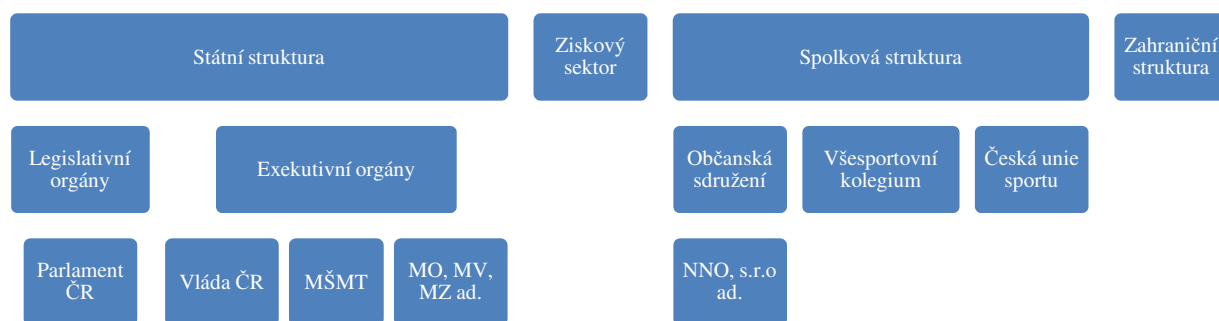 Státní struktura
Ziskový
sektor
Spolková struktura
Zahraniční
struktura
Legislativní
orgány
Exekutivní orgány
Občanská
sdružení
Všesportovní
kolegium
Česká unie
sportu
Parlament
ČR
Vláda ČR
MŠMT
MO, MV,
MZ ad.
NNO, s.r.o
ad.